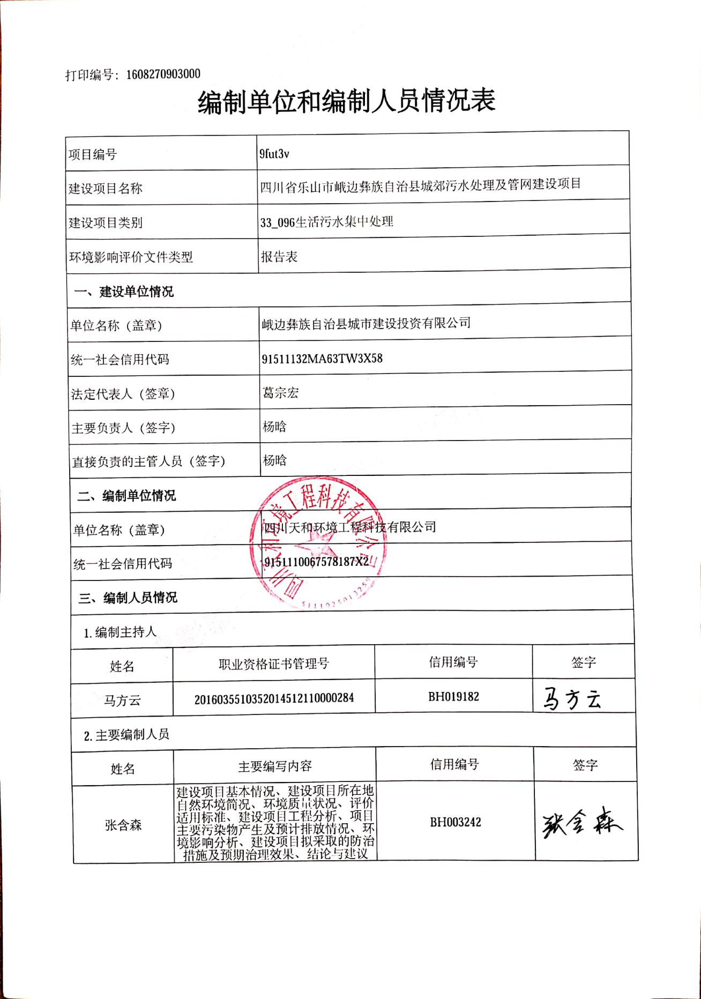 打印编号：1608270903000
编制单位和编制人员情况表
项目编号 9fut3v
建设项目名称 四川省乐山市峨边彝族自治县城郊污水处理及管网建设项目
建设项目类别 33_096生活污水集中处理
环境影响评价文件类型 报告表
一、建设单位情况
单位名称（盖章） 峨边彝族自治县城市建设投资有限公司
统一社会信用代码 91511132MA63TW3X58
法定代表人（签章） 葛宗宏
主要负责人（签字） 杨晗
直接负责的主管人员（签字） 杨晗
二、编制单位情况
单位名称（盖章） 四川天和环境工程科技有限公司
统一社会信用代码 9151110067578187X2
四川天和环境工程科技有限公司
5111025013259
三、编制人员情况
1.编制主持人
姓名 职业资格证书管理号 信用编号 签字
马方云 2016035510352014512110000284 BH019182 马方云
2.主要编制人员
姓名 主要编写内容 信用编号 签字
张含森 BH003242 张含森
建设项目基本情况、建设项目所在地
自然环境简况、环境质量状况、评价
适用标准、建设项目工程分析、项目
主要污染物产生及预计排放情况、环
境影响分析、建设项目拟采取的防治
措施及预期治理效果、结论与建议